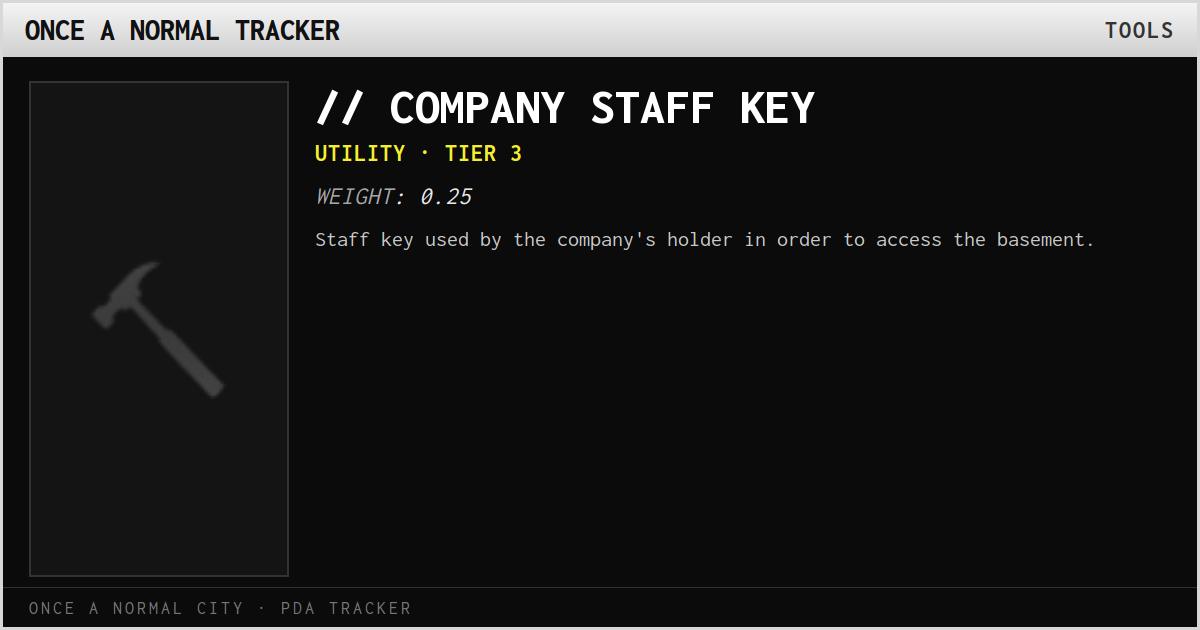 ONCE A NORMAL TRACKER
TOOLS
// COMPANY STAFF KEY
UTILITY · TIER 3
WEIGHT: 0.25
Staff key used by the company's holder in order to access the basement.
ONCE A NORMAL CITY · PDA TRACKER